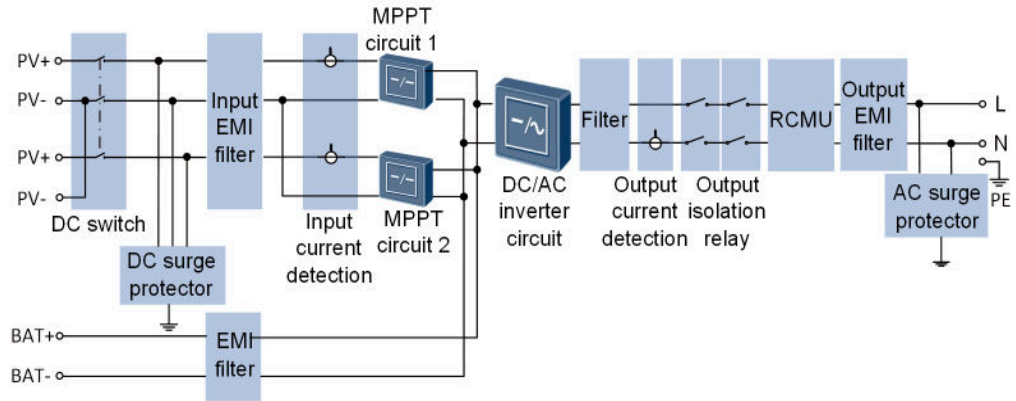 MPPT
circuit 1
PV+
PV-
PV+
PV-
DC switch
Input
EMI
filter
Input
current
detection
MPPT
circuit 2
DC surge
protector
BAT+
BAT-
EMI
filter
DC/AC
inverter
circuit
Filter
Output
current
detection
Output
isolation
relay
RCMU
Output
EMI
filter
L
N
PE
AC surge
protector